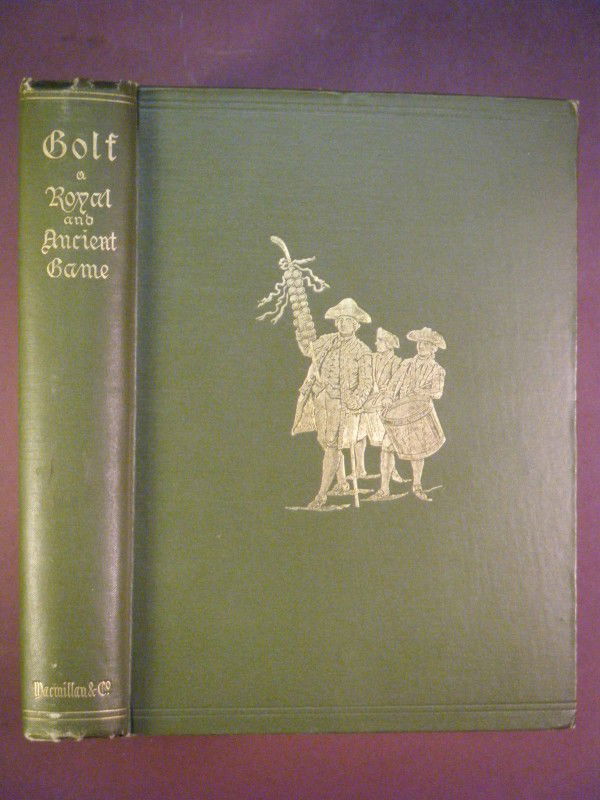 Golf
a
Royal
and
Ancient
Game
Macmillan & Co.